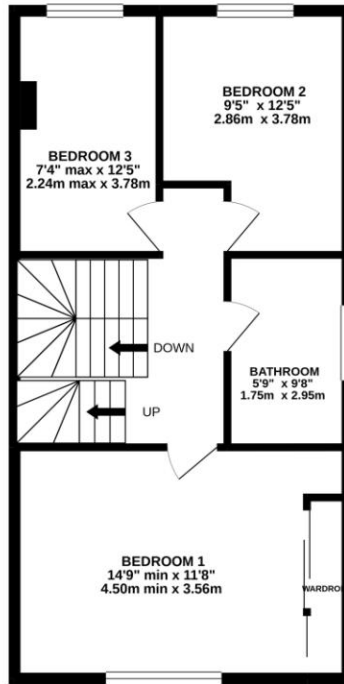 BEDROOM 2
9'5" x 12'5"
2.86m x 3.78m
BEDROOM 3
7'4" max x 12'5"
2.24m max x 3.78m
DOWN
UP
BATHROOM
5'9" x 9'8"
1.75m x 2.95m
BEDROOM 1
14'9" min x 11'8"
4.50m min x 3.56m
WARDRO